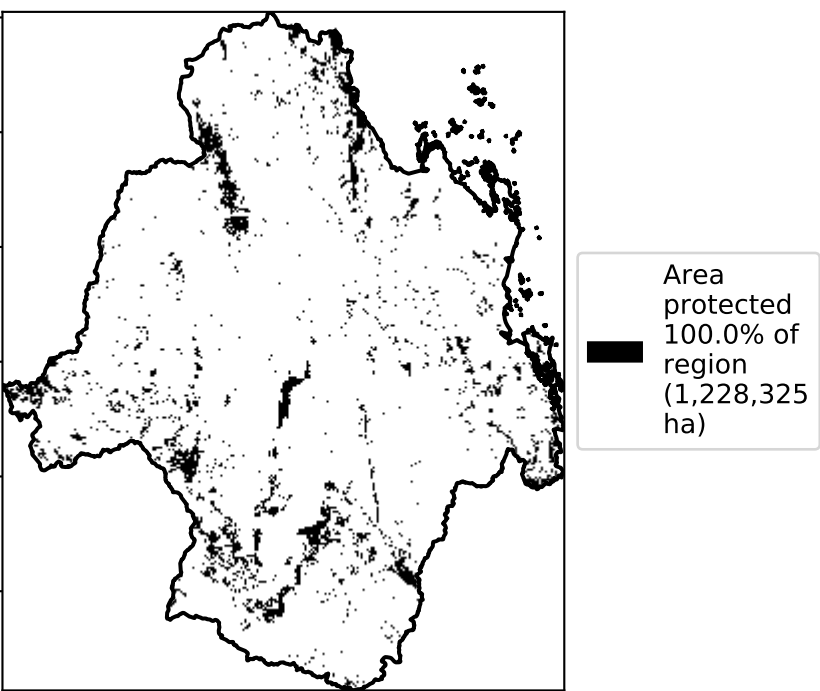 Area
protected
100.0% of
region
(1,228,325
ha)